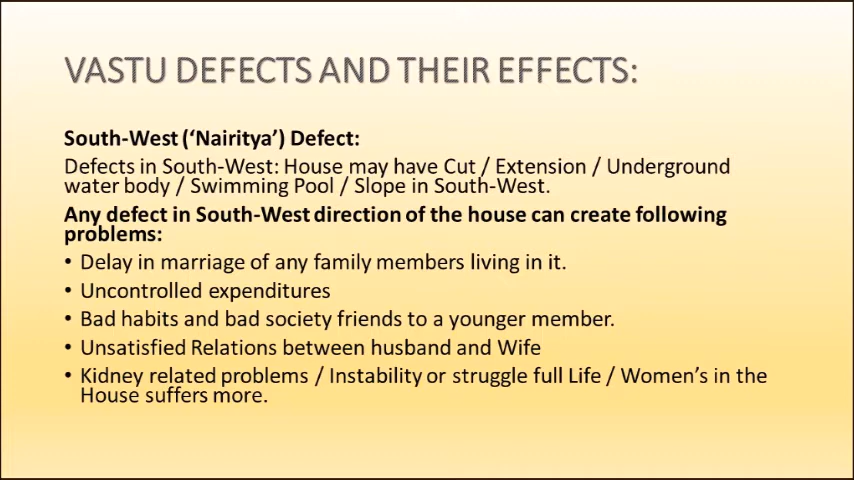 VASTU DEFECTS AND THEIR EFFECTS:
South-West (‘Nairitya’) Defect:
Defects in South-West: House may have Cut / Extension / Underground
water body / Swimming Pool / Slope in South-West.
Any defect in South-West direction of the house can create following
problems:
• Delay in marriage of any family members living in it.
• Uncontrolled expenditures
• Bad habits and bad society friends to a younger member.
• Unsatisfied Relations between husband and Wife
• Kidney related problems / Instability or struggle full Life / Women’s in the
House suffers more.